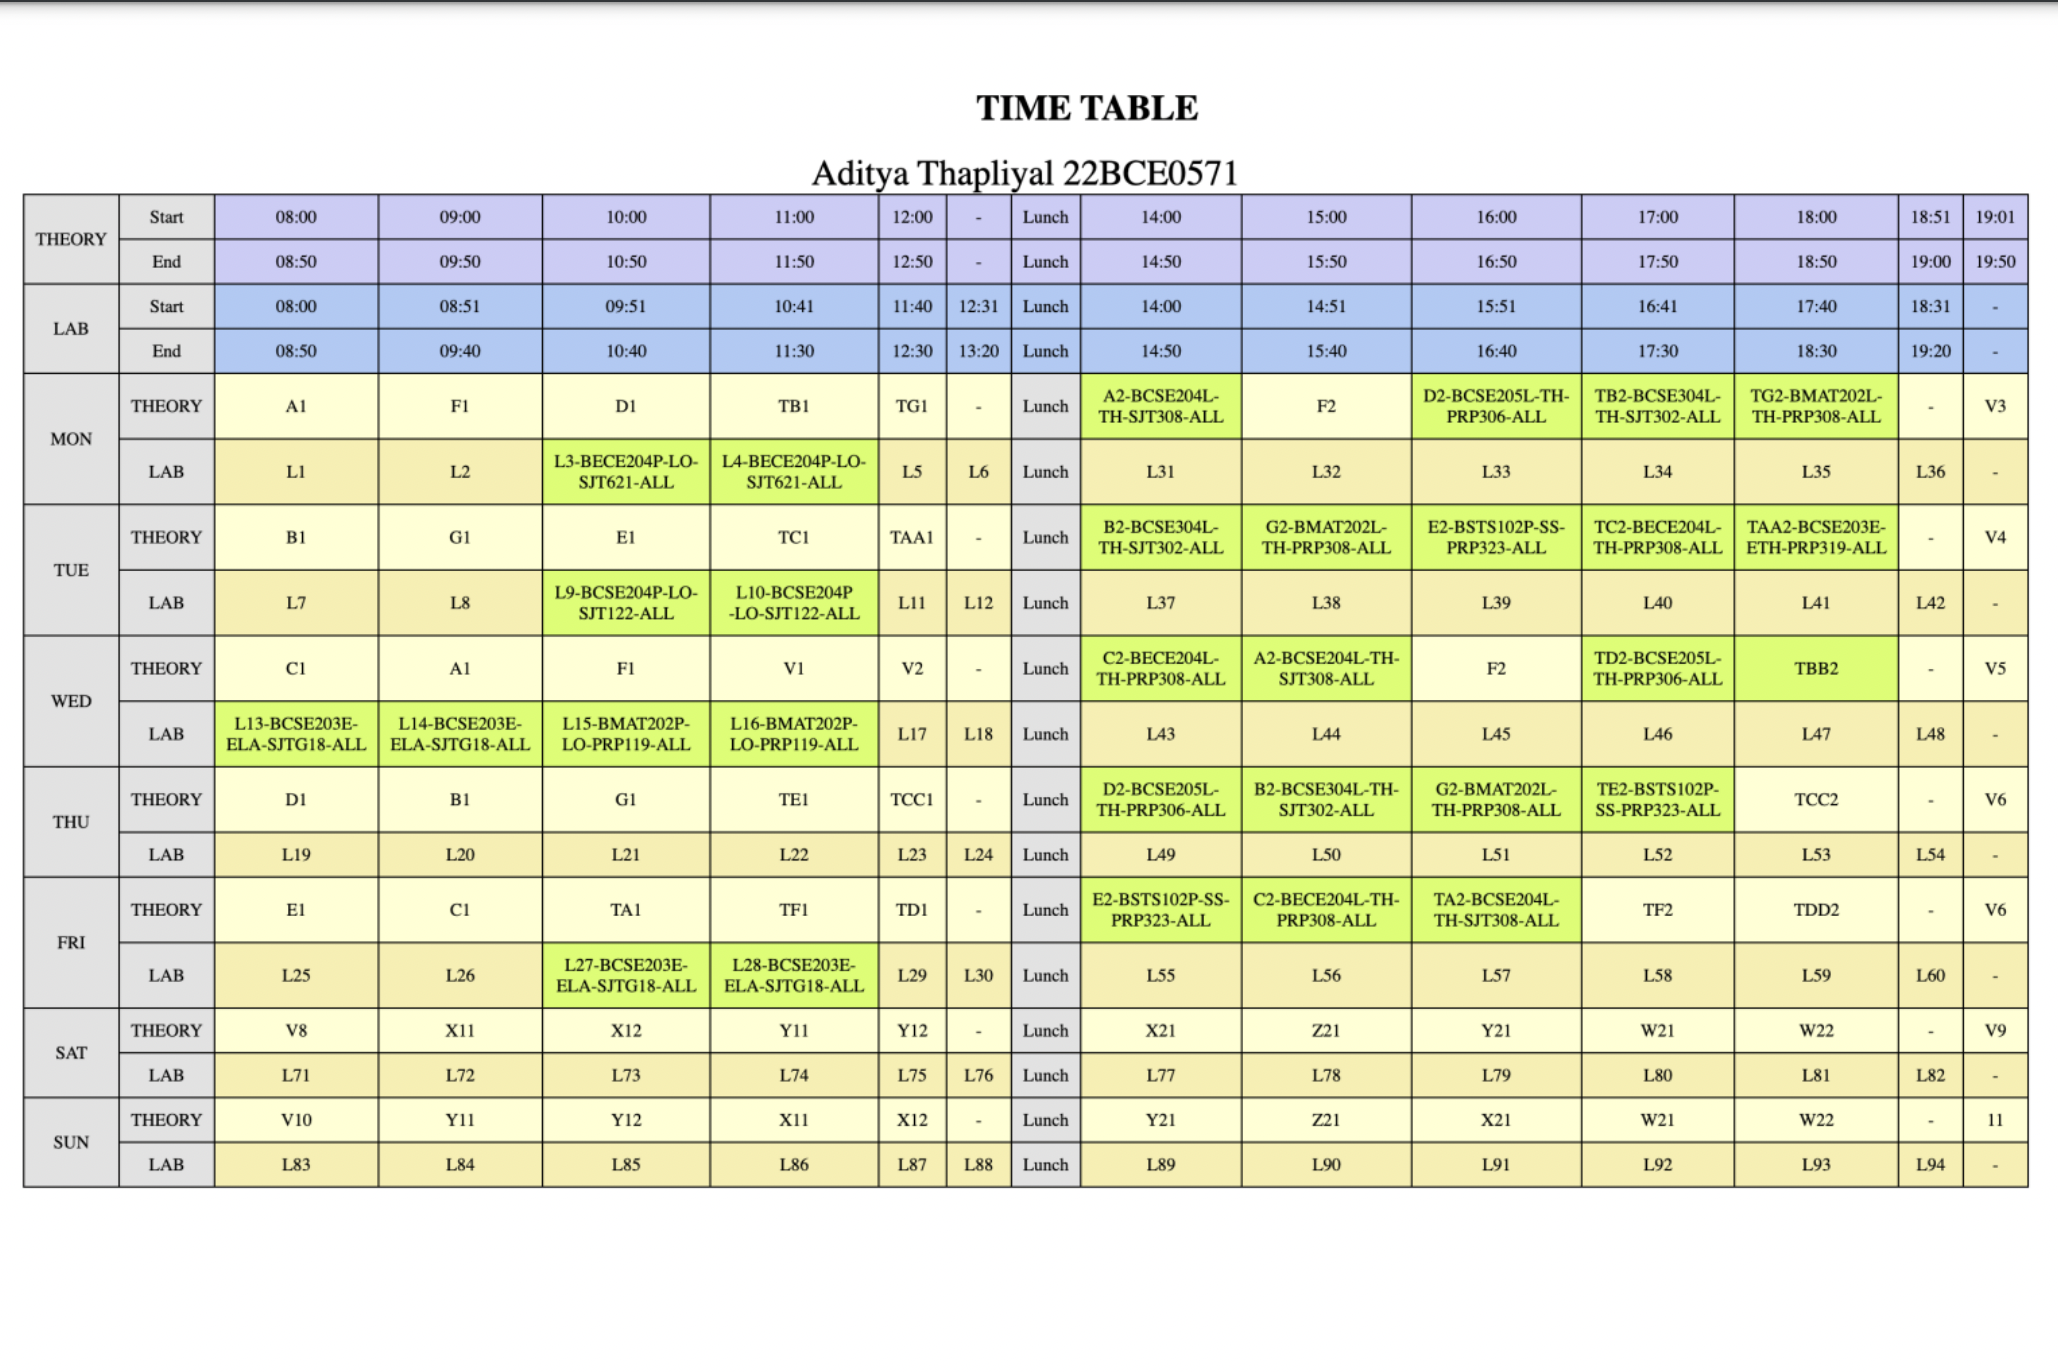 TIME TABLE
Aditya Thapliyal 22BCE0571
THEORY Start 08:00 09:00 10:00 11:00 12:00 - Lunch 14:00 15:00 16:00 17:00 18:00 18:51 19:01
End 08:50 09:50 10:50 11:50 12:50 - Lunch 14:50 15:50 16:50 17:50 18:50 19:00 19:50
LAB Start 08:00 08:51 09:51 10:41 11:40 12:31 Lunch 14:00 14:51 15:51 16:41 17:40 18:31 -
End 08:50 09:40 10:40 11:30 12:30 13:20 Lunch 14:50 15:40 16:40 17:30 18:30 19:20 -
MON THEORY A1 F1 D1 TB1 TG1 - Lunch A2-BCSE204L-TH-SJT308-ALL F2 D2-BCSE205L-TH-PRP306-ALL TB2-BCSE304L-TH-SJT302-ALL TG2-BMAT202L-TH-PRP308-ALL - V3
LAB L1 L2 L3-BECE204P-LO-SJT621-ALL L4-BECE204P-LO-SJT621-ALL L5 L6 Lunch L31 L32 L33 L34 L35 L36 -
TUE THEORY B1 G1 E1 TC1 TAA1 - Lunch B2-BCSE304L-TH-SJT302-ALL G2-BMAT202L-TH-PRP308-ALL E2-BSTS102P-SS-PRP323-ALL TC2-BECE204L-TH-PRP308-ALL TAA2-BCSE203E-ETH-PRP319-ALL - V4
LAB L7 L8 L9-BCSE204P-LO-SJT122-ALL L10-BCSE204P -LO-SJT122-ALL L11 L12 Lunch L37 L38 L39 L40 L41 L42 -
WED THEORY C1 A1 F1 V1 V2 - Lunch C2-BECE204L-TH-PRP308-ALL A2-BCSE204L-TH-SJT308-ALL F2 TD2-BCSE205L-TH-PRP306-ALL TBB2 - V5
LAB L13-BCSE203E-ELA-SJTG18-ALL L14-BCSE203E-ELA-SJTG18-ALL L15-BMAT202P-LO-PRP119-ALL L16-BMAT202P-LO-PRP119-ALL L17 L18 Lunch L43 L44 L45 L46 L47 L48 -
THU THEORY D1 B1 G1 TE1 TCC1 - Lunch D2-BCSE205L-TH-PRP306-ALL B2-BCSE304L-TH-SJT302-ALL G2-BMAT202L-TH-PRP308-ALL TE2-BSTS102P-SS-PRP323-ALL TCC2 - V6
LAB L19 L20 L21 L22 L23 L24 Lunch L49 L50 L51 L52 L53 L54 -
FRI THEORY E1 C1 TA1 TF1 TD1 - Lunch E2-BSTS102P-SS-PRP323-ALL C2-BECE204L-TH-PRP308-ALL TA2-BCSE204L-TH-SJT308-ALL TF2 TDD2 - V6
LAB L25 L26 L27-BCSE203E-ELA-SJTG18-ALL L28-BCSE203E-ELA-SJTG18-ALL L29 L30 Lunch L55 L56 L57 L58 L59 L60 -
SAT THEORY V8 X11 X12 Y11 Y12 - Lunch X21 Z21 Y21 W21 W22 - V9
LAB L71 L72 L73 L74 L75 L76 Lunch L77 L78 L79 L80 L81 L82 -
SUN THEORY V10 Y11 Y12 X11 X12 - Lunch Y21 Z21 X21 W21 W22 - 11
LAB L83 L84 L85 L86 L87 L88 Lunch L89 L90 L91 L92 L93 L94 -